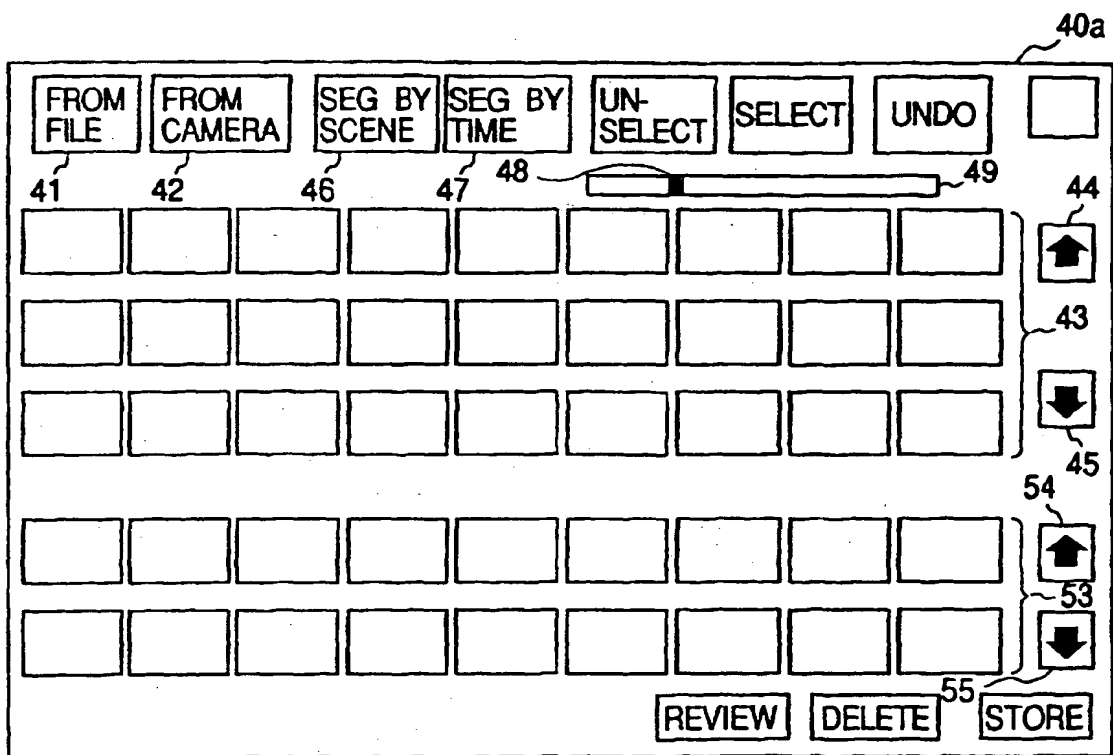 40a
FROM FILE
FROM CAMERA
SEG BY SCENE
SEG BY TIME
UN-SELECT
SELECT
UNDO
41
42
46
47
48
49
44
43
45
54
53
55
REVIEW
DELETE
STORE